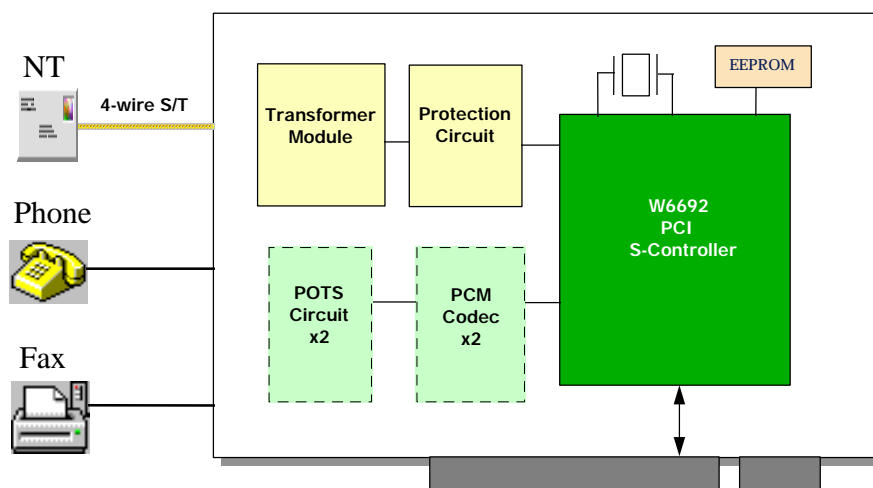 NT
4-wire S/T
Phone
Fax
Transformer
Module
Protection
Circuit
EEPROM
W6692
PCI
S-Controller
POTS
Circuit
x2
PCM
Codec
x2